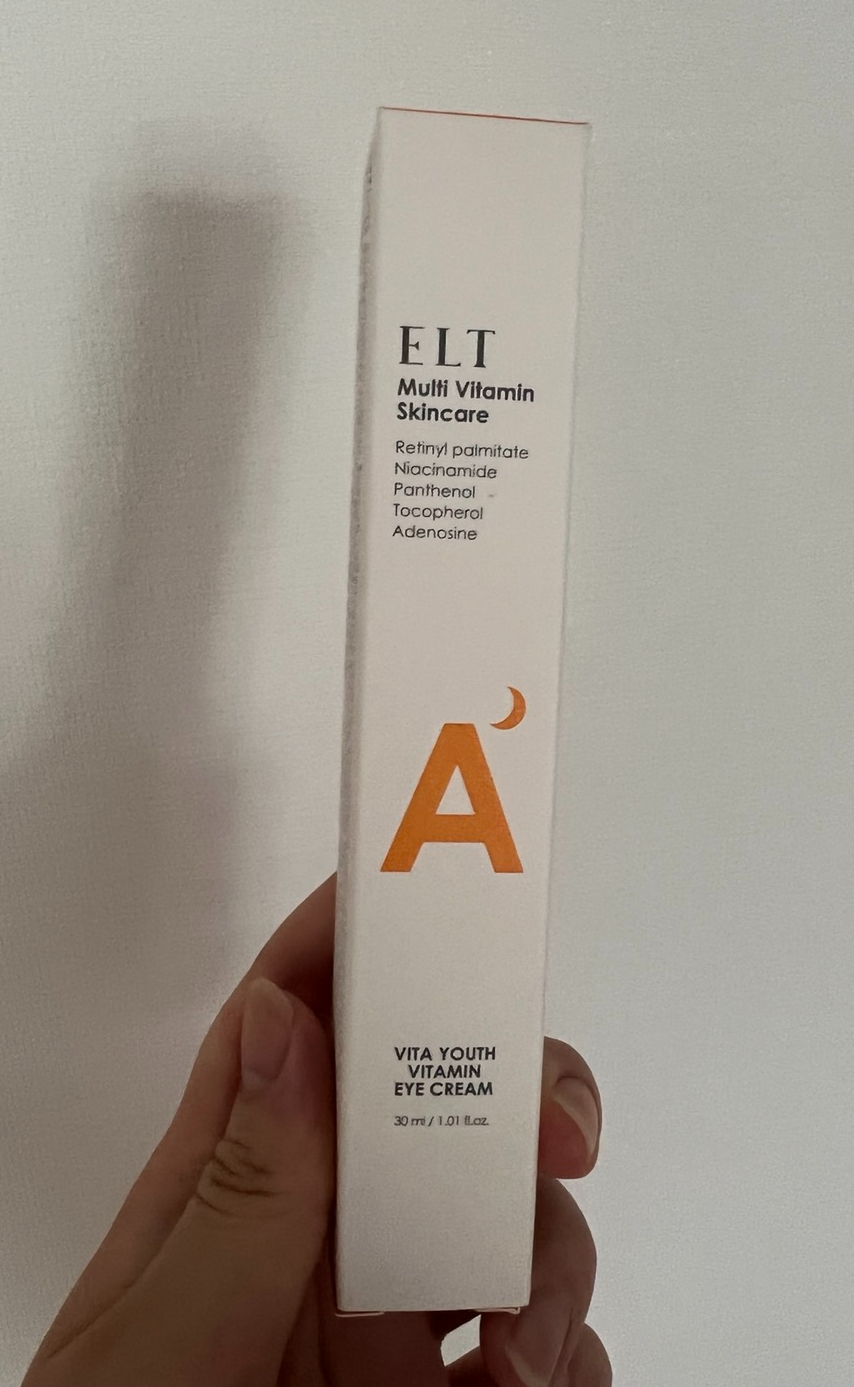 ELT
Multi Vitamin
Skincare
Retinyl palmitate
Niacinamide
Panthenol
Tocopherol
Adenosine
A
VITA YOUTH
VITAMIN
EYE CREAM
30 ml / 1.01 fl.oz.